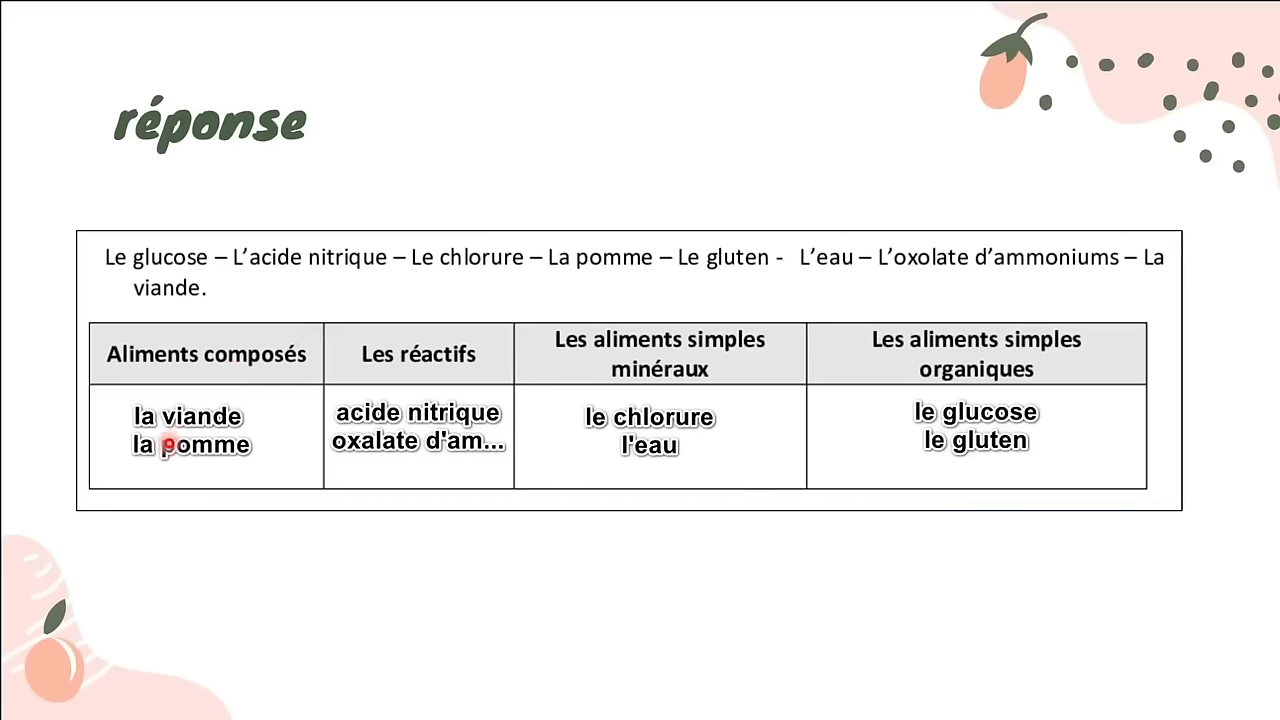 réponse
Le glucose – L’acide nitrique – Le chlorure – La pomme – Le gluten - L’eau – L’oxolate d’ammoniums – La
viande.
Aliments composés
Les réactifs
Les aliments simples
minéraux
Les aliments simples
organiques
la viande
la pomme
acide nitrique
oxalate d'am...
le chlorure
l'eau
le glucose
le gluten